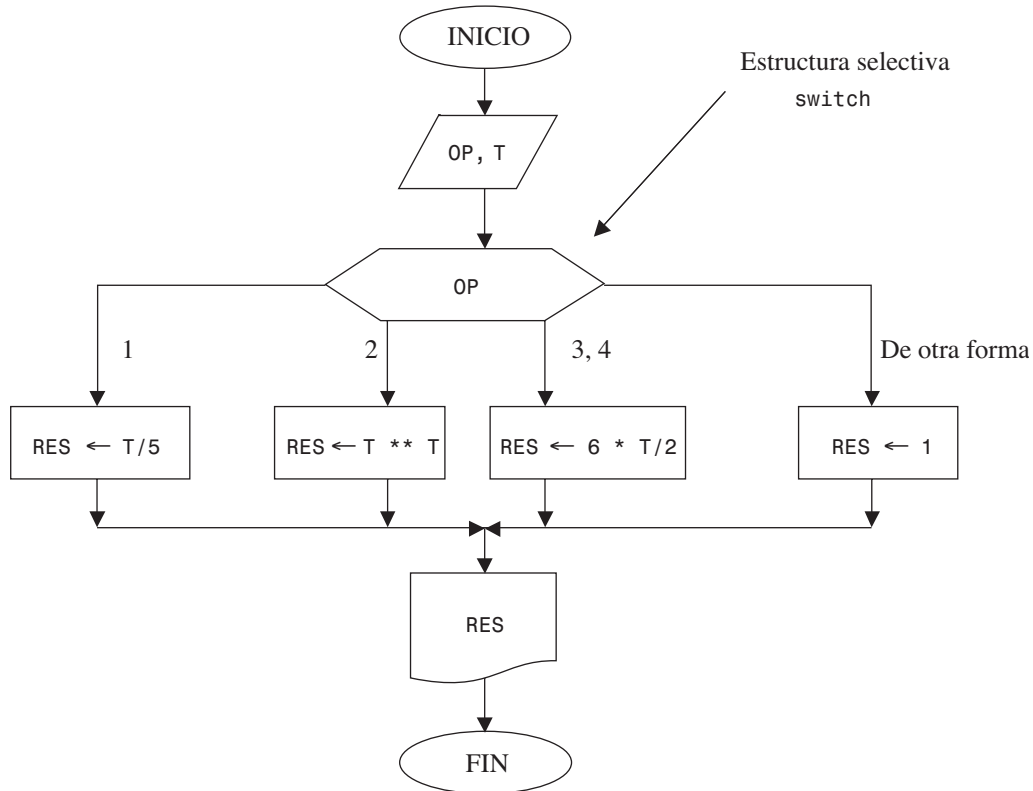 INICIO
Estructura selectiva
switch
OP, T
OP
1
2
3, 4
De otra forma
RES ← T/5
RES ← T ** T
RES ← 6 * T/2
RES ← 1
RES
FIN